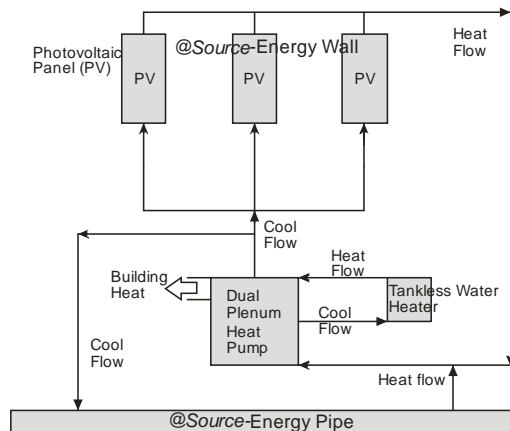 @Source-Energy Wall
Heat
Flow
Photovoltaic
Panel (PV)
PV
PV
PV
Cool
Flow
Building
Heat
Heat
Flow
Dual
Plenum
Heat
Pump
Cool
Flow
Tankless Water
Heater
Cool
Flow
Heat flow
@Source-Energy Pipe